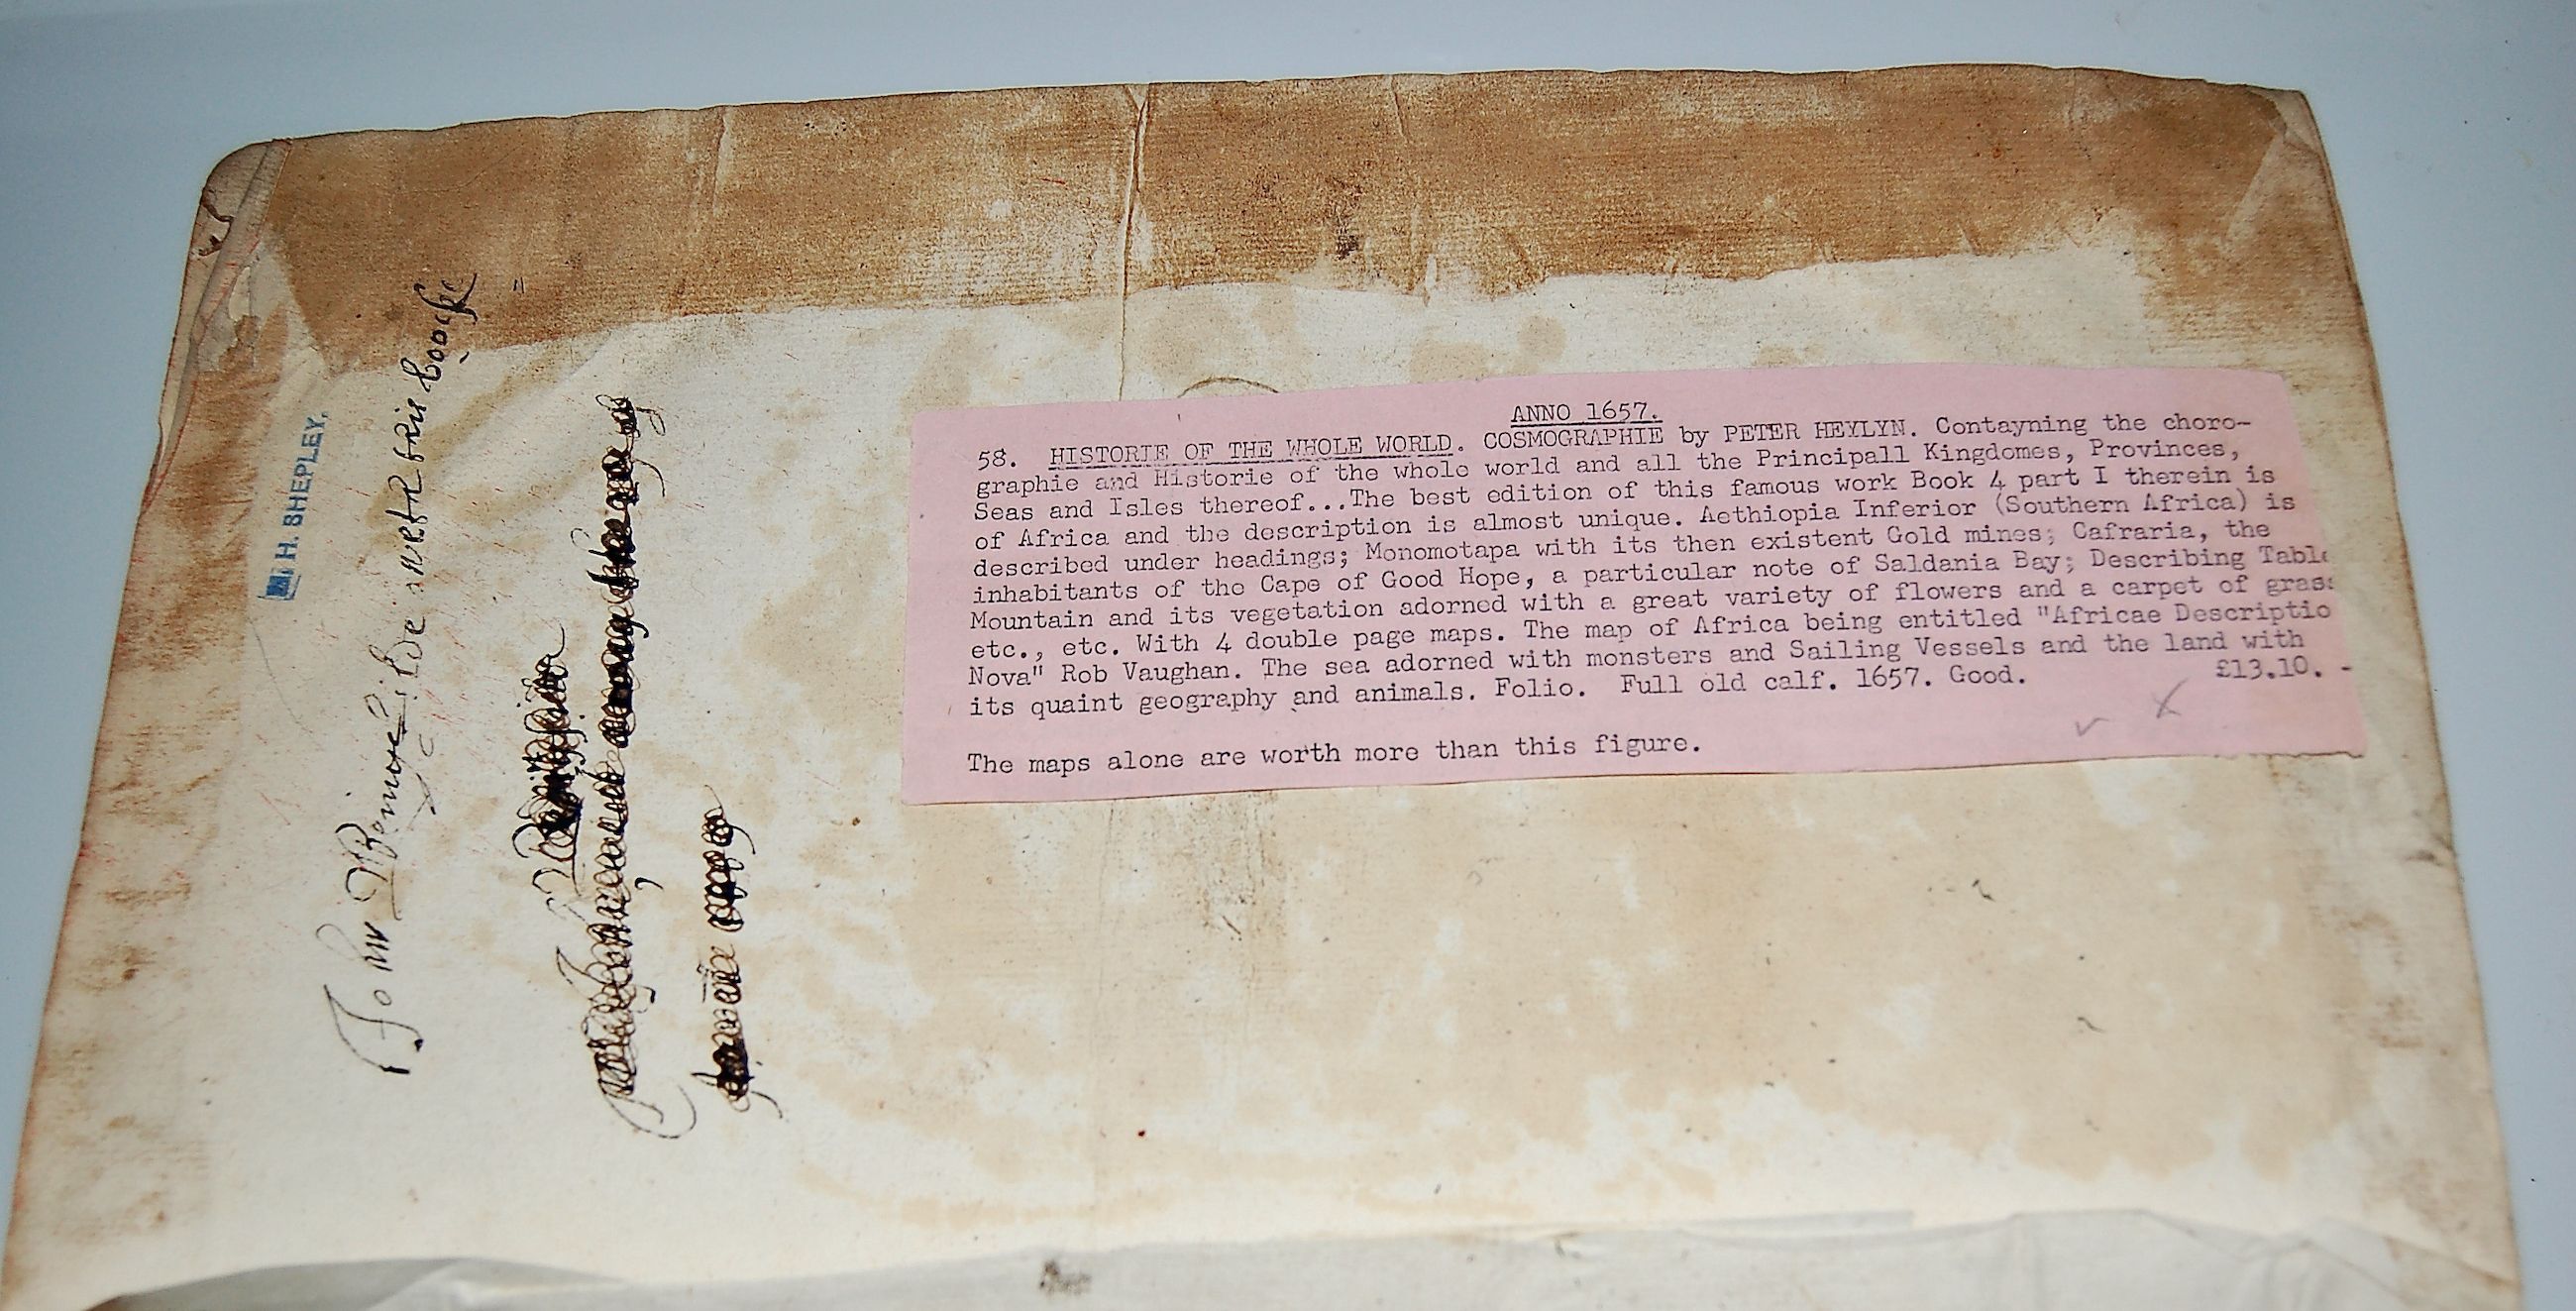 H. SHEPLEY.
To his
with this boocke
ANNO 1657.
58. HISTORIE OF THE WHOLE WORLD. COSMOGRAPHIE by PETER HEYLYN. Contayning the choro-
graphie and Historie of the whole world and all the Principall Kingdomes, Provinces,
Seas and Isles thereof...The best edition of this famous work Book 4 part I therein is
of Africa and the description is almost unique. Aethiopia Inferior (Southern Africa) is
described under headings; Monomotapa with its then existent Gold mines; Cafraria, the
inhabitants of the Cape of Good Hope, a particular note of Saldania Bay; Describing Table
Mountain and its vegetation adorned with a great variety of flowers and a carpet of grass
etc., etc. With 4 double page maps. The map of Africa being entitled "Africae Descriptio
Nova" Rob Vaughan. The sea adorned with monsters and Sailing Vessels and the land with
its quaint geography and animals. Folio. Full old calf. 1657. Good. £13.10. -
The maps alone are worth more than this figure.